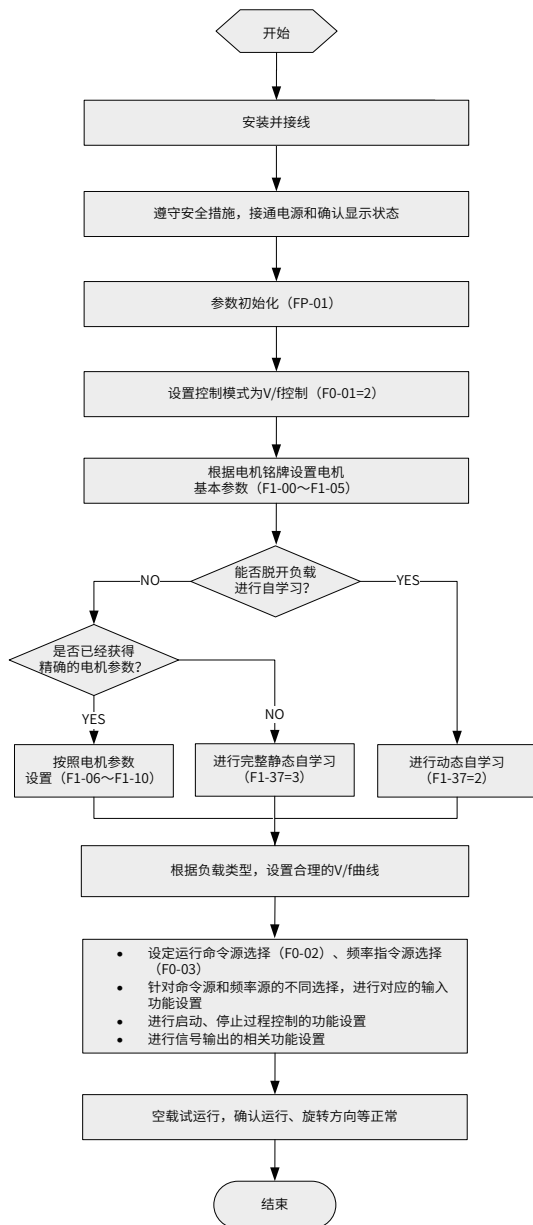 开始
安装并接线
遵守安全措施，接通电源和确认显示状态
参数初始化（FP-01）
设置控制模式为V/f控制（F0-01=2）
根据电机铭牌设置电机
基本参数（F1-00～F1-05）
能否脱开负载
进行自学习？
NO
YES
是否已经获得
精确的电机参数？
YES
NO
按照电机参数
设置（F1-06～F1-10）
进行完整静态自学习
（F1-37=3）
进行动态自学习
（F1-37=2）
根据负载类型，设置合理的V/f曲线
• 设定运行命令源选择（F0-02）、频率指令源选择
（F0-03）
• 针对命令源和频率源的不同选择，进行对应的输入
功能设置
• 进行启动、停止过程控制的功能设置
• 进行信号输出的相关功能设置
空载试运行，确认运行、旋转方向等正常
结束